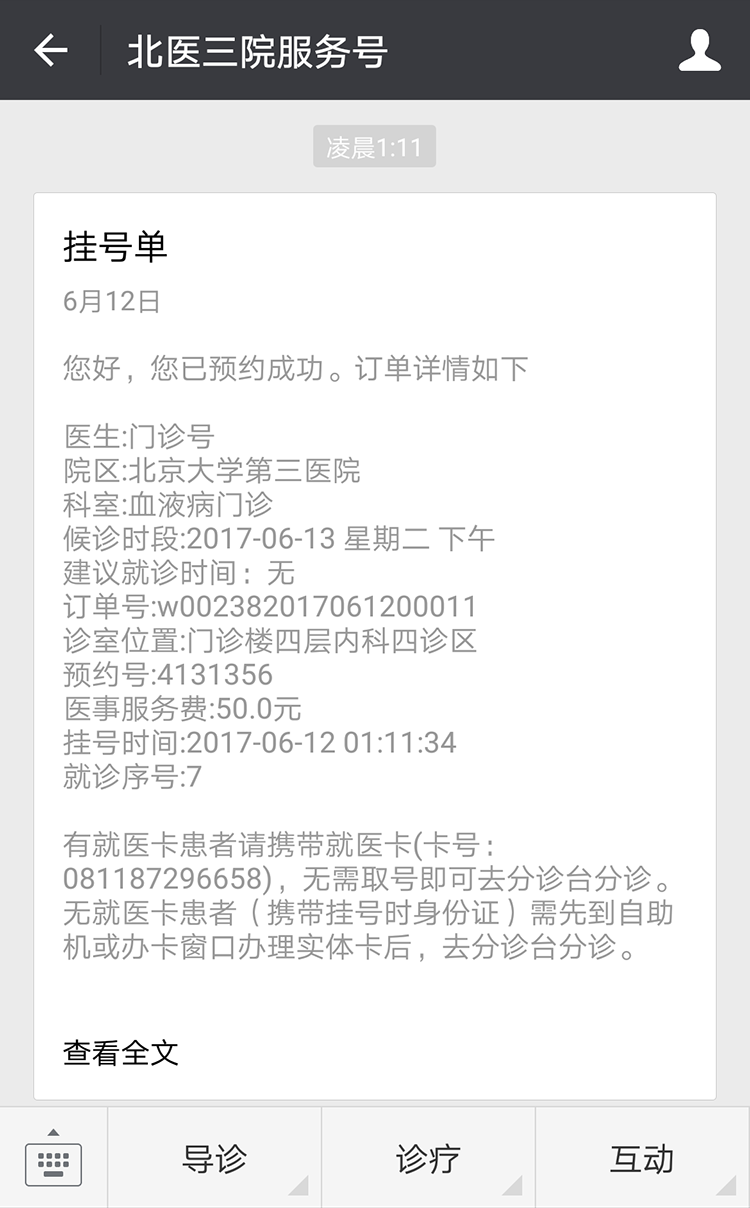 北医三院服务号
凌晨1:11
挂号单
6月12日
您好，您已预约成功。订单详情如下
医生:门诊号
院区:北京大学第三医院
科室:血液病门诊
候诊时段:2017-06-13 星期二 下午
建议就诊时间：无
订单号:w002382017061200011
诊室位置:门诊楼四层内科四诊区
预约号:4131356
医事服务费:50.0元
挂号时间:2017-06-12 01:11:34
就诊序号:7
有就医卡患者请携带就医卡(卡号：
081187296658)，无需取号即可去分诊台分诊。
无就医卡患者（携带挂号时身份证）需先到自助
机或办卡窗口办理实体卡后，去分诊台分诊。
查看全文
导诊
诊疗
互动